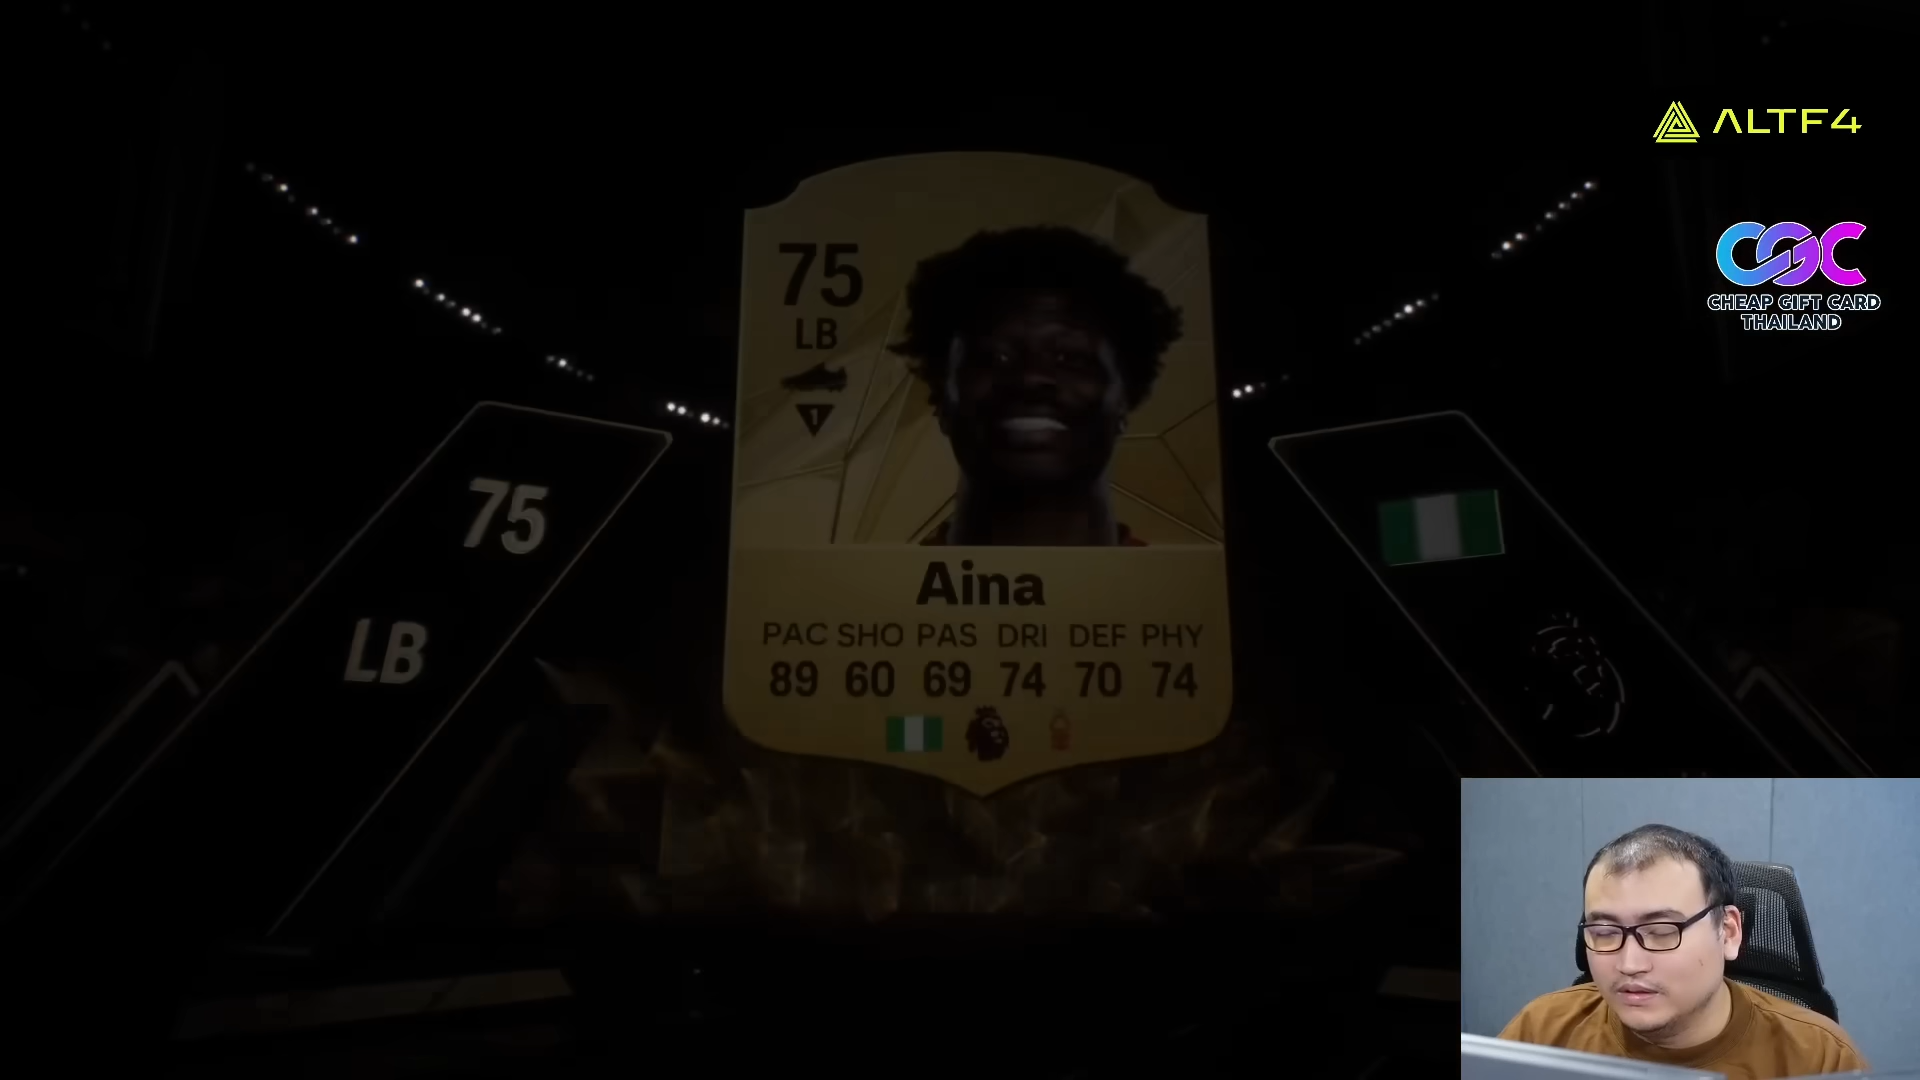 ALTF4
CGC
CHEAP GIFT CARD
THAILAND
75
LB
1
Aina
PAC SHO PAS DRI DEF PHY
89 60 69 74 70 74
75
LB